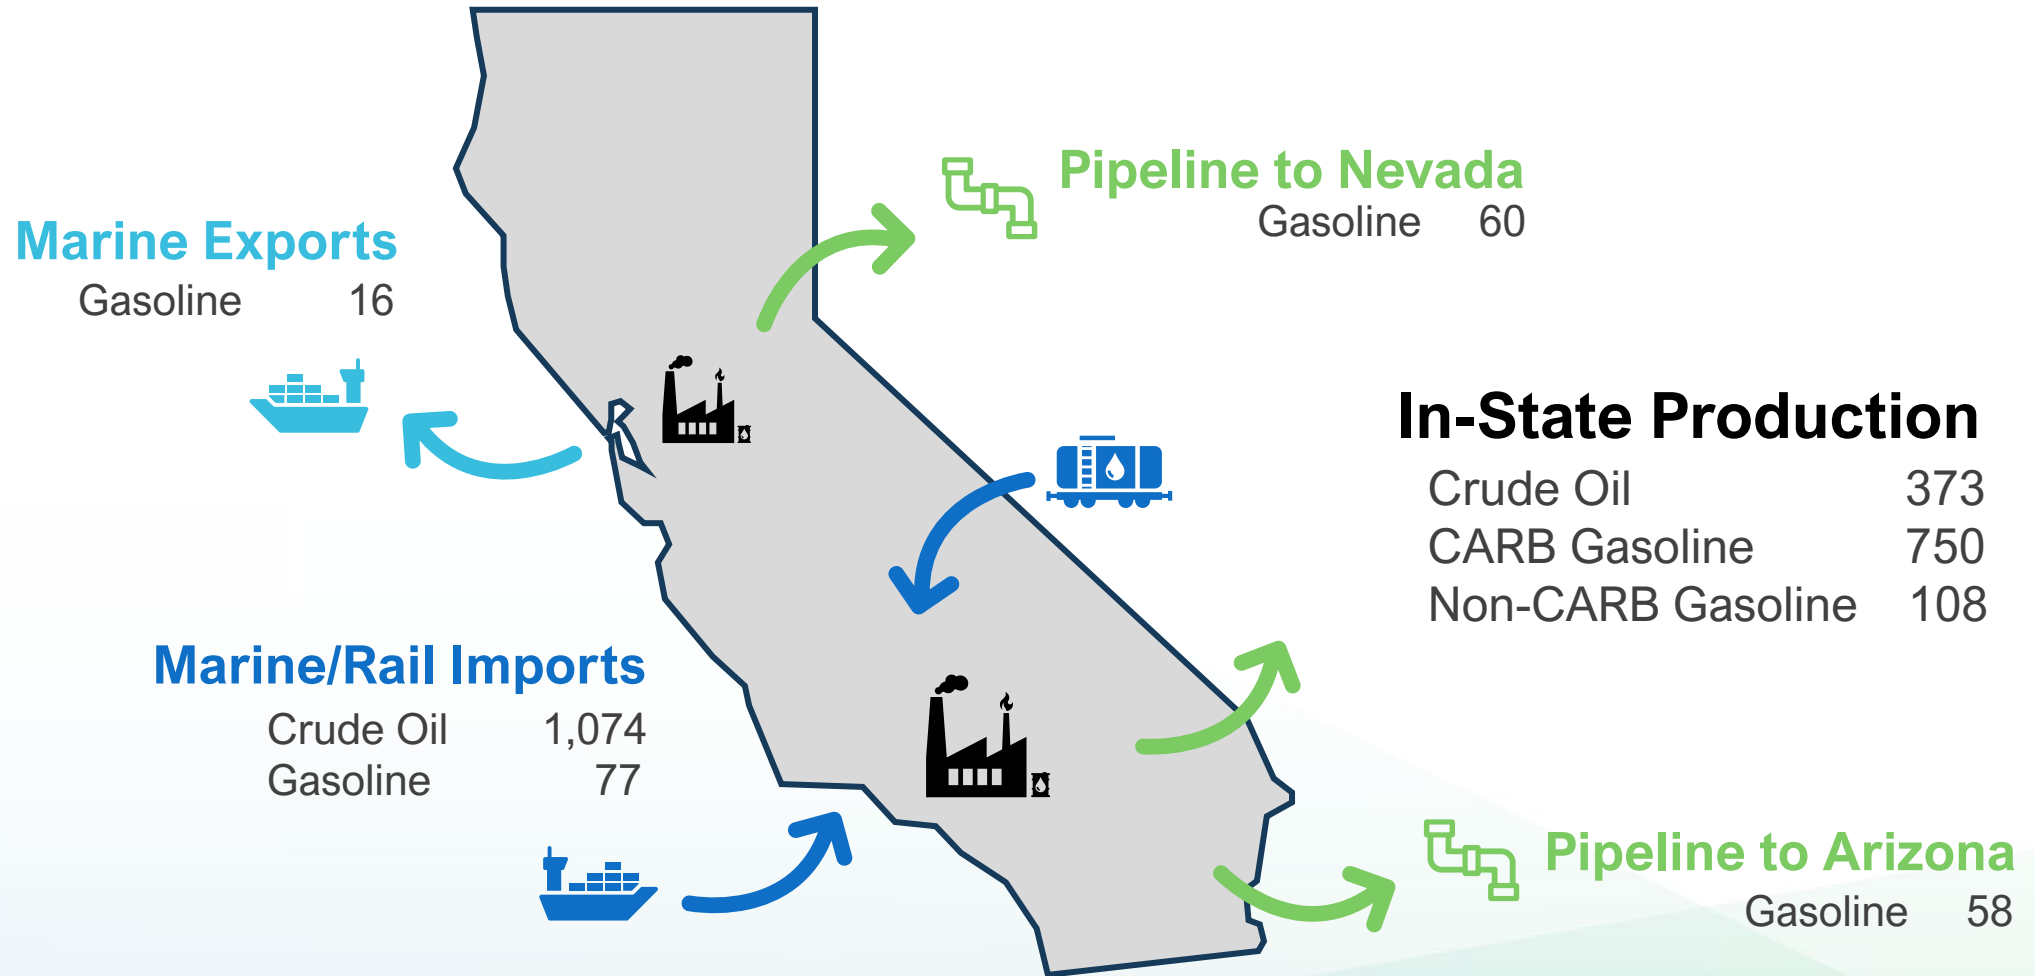 Pipeline to Nevada
Gasoline 60
Marine Exports
Gasoline 16
In-State Production
Crude Oil 373
CARB Gasoline 750
Non-CARB Gasoline 108
Marine/Rail Imports
Crude Oil 1,074
Gasoline 77
Pipeline to Arizona
Gasoline 58